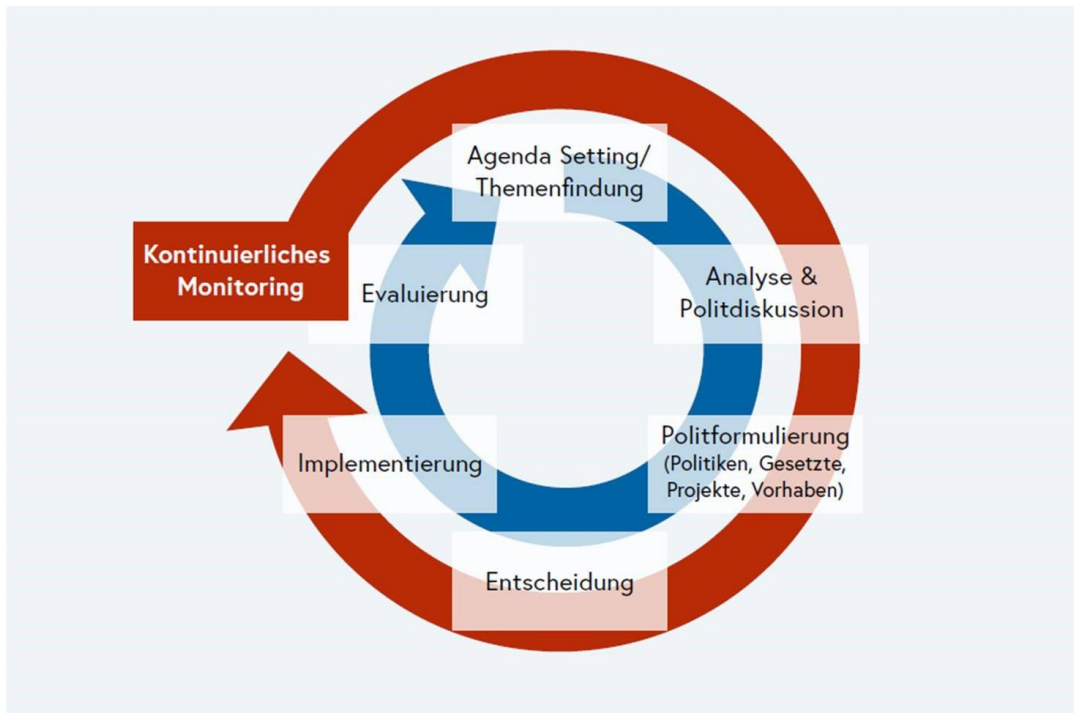 Agenda Setting/
Themenfindung
Kontinuierliches
Monitoring
Evaluierung
Analyse &
Politdiskussion
Implementierung
Politformulierung
(Politiken, Gesetzte,
Projekte, Vorhaben)
Entscheidung